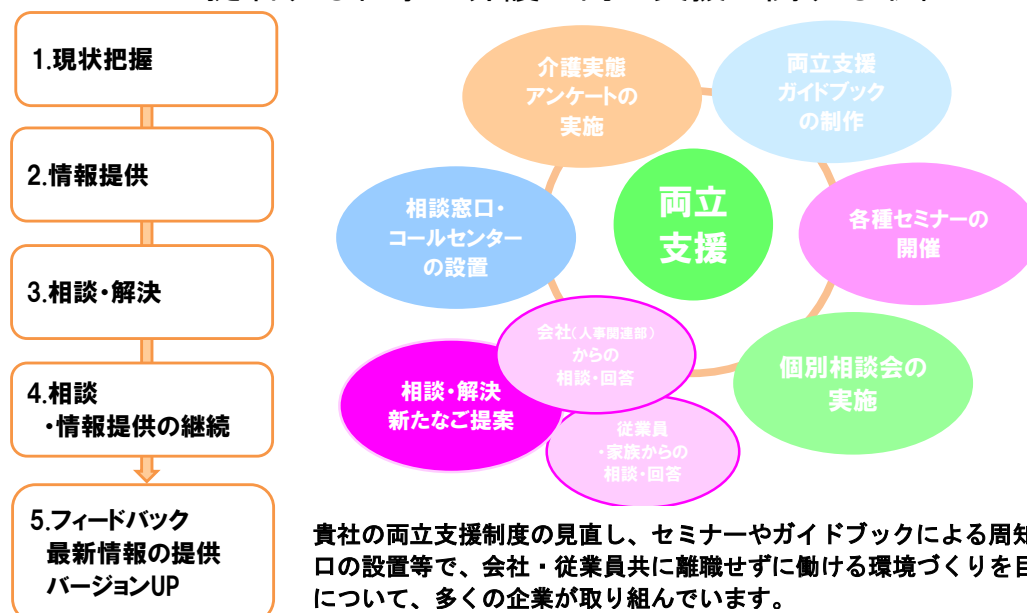 1.現状把握
2.情報提供
3.相談・解決
4.相談
・情報提供の継続
5.フィードバック
最新情報の提供
バージョンUP
介護実態
アンケートの
実施
両立支援
ガイドブック
の制作
相談窓口・
コールセンター
の設置
両立
支援
各種セミナーの
開催
会社(人事関連部)
からの
相談・回答
相談・解決
新たなご提案
個別相談会の
実施
従業員
・家族からの
相談・回答
貴社の両立支援制度の見直し、セミナーやガイドブックによる周知
口の設置等で、会社・従業員共に離職せずに働ける環境づくりを目
について、多くの企業が取り組んでいます。